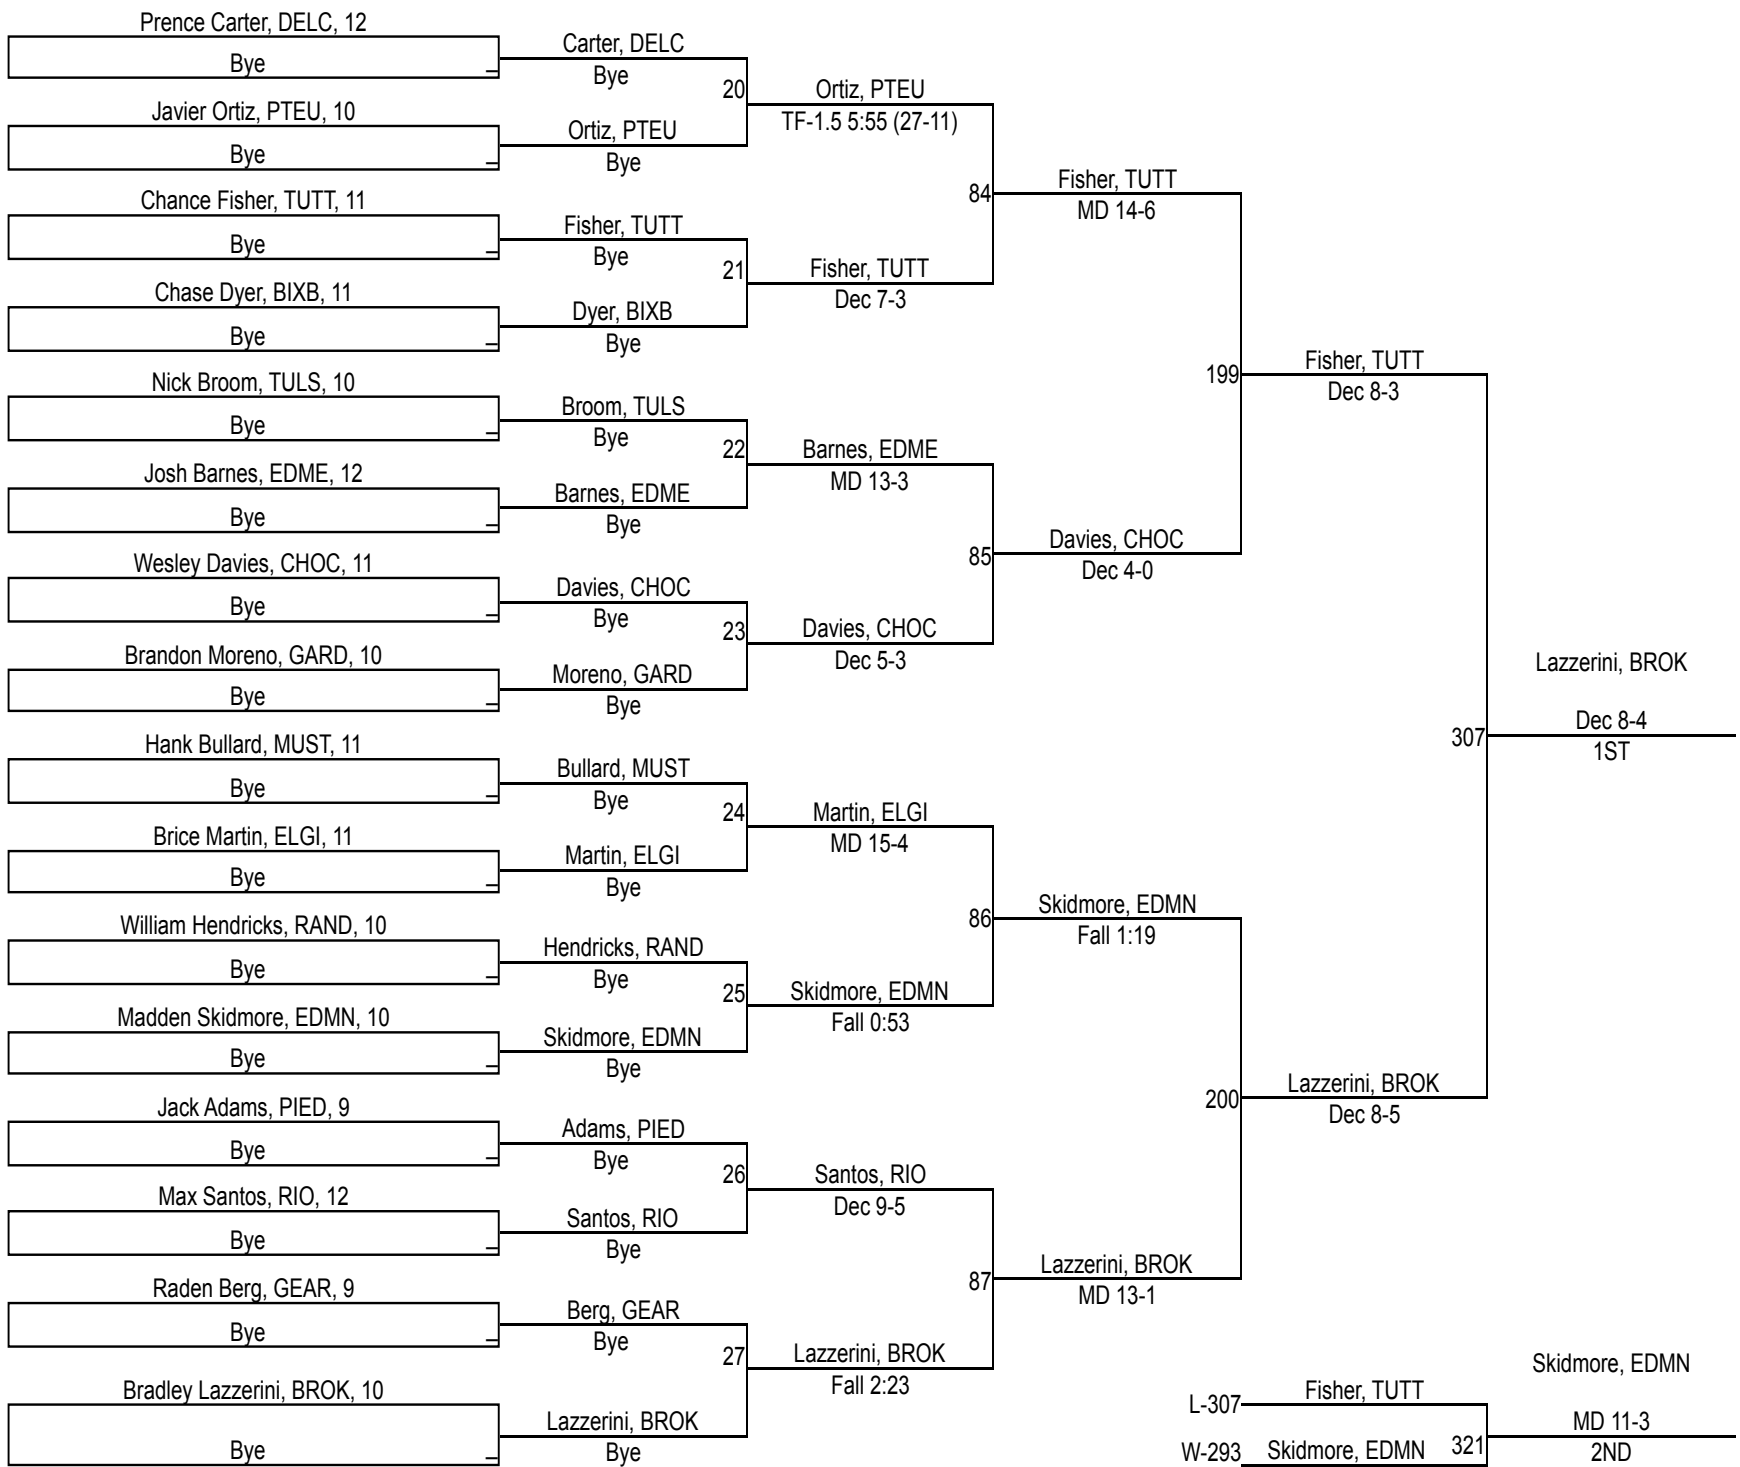 Prence Carter, DELC, 12
Bye
Javier Ortiz, PTEU, 10
Bye
Chance Fisher, TUTT, 11
Bye
Chase Dyer, BIXB, 11
Bye
Nick Broom, TULS, 10
Bye
Josh Barnes, EDME, 12
Bye
Wesley Davies, CHOC, 11
Bye
Brandon Moreno, GARD, 10
Bye
Hank Bullard, MUST, 11
Bye
Brice Martin, ELGI, 11
Bye
William Hendricks, RAND, 10
Bye
Madden Skidmore, EDMN, 10
Bye
Jack Adams, PIED, 9
Bye
Max Santos, RIO, 12
Bye
Raden Berg, GEAR, 9
Bye
Bradley Lazzerini, BROK, 10
Bye
Carter, DELC
Bye
20
Ortiz, PTEU
Bye
Fisher, TUTT
Bye
21
Dyer, BIXB
Bye
Broom, TULS
Bye
22
Barnes, EDME
Bye
Davies, CHOC
Bye
23
Moreno, GARD
Bye
Bullard, MUST
Bye
24
Martin, ELGI
Bye
Hendricks, RAND
Bye
25
Skidmore, EDMN
Bye
Adams, PIED
Bye
26
Santos, RIO
Bye
Berg, GEAR
Bye
27
Lazzerini, BROK
Bye
Ortiz, PTEU
TF-1.5 5:55 (27-11)
84
Fisher, TUTT
Dec 7-3
Barnes, EDME
MD 13-3
85
Davies, CHOC
Dec 5-3
Martin, ELGI
MD 15-4
86
Skidmore, EDMN
Fall 0:53
Santos, RIO
Dec 9-5
87
Lazzerini, BROK
Fall 2:23
Fisher, TUTT
MD 14-6
199
Davies, CHOC
Dec 4-0
Skidmore, EDMN
Fall 1:19
200
Lazzerini, BROK
MD 13-1
Fisher, TUTT
Dec 8-3
307
Lazzerini, BROK
Dec 8-5
Lazzerini, BROK
Dec 8-4
1ST
L-307 Fisher, TUTT
W-293 Skidmore, EDMN 321
Skidmore, EDMN
MD 11-3
2ND